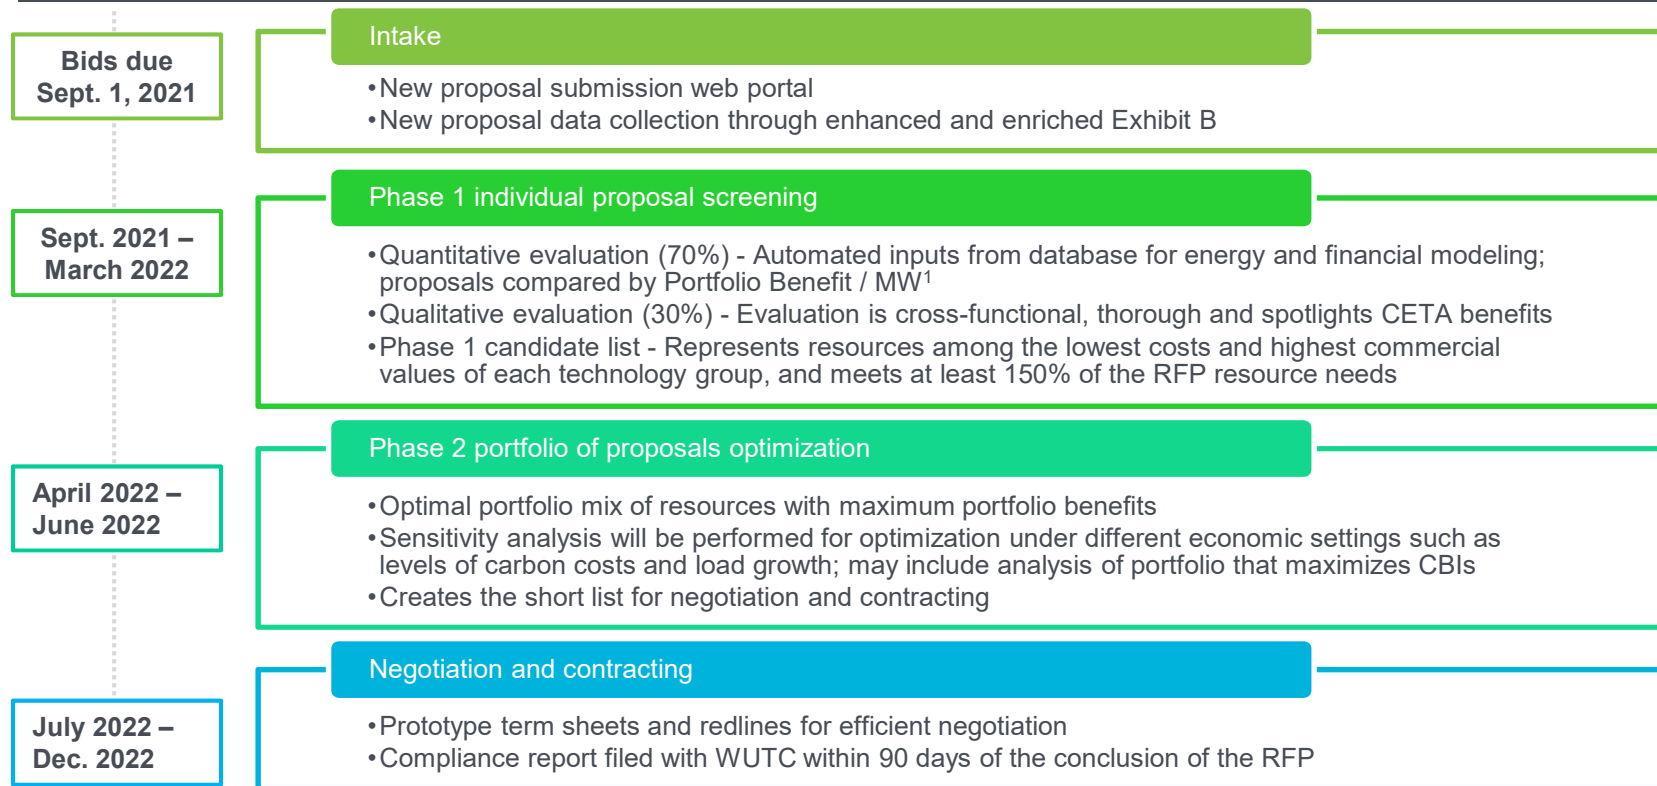 Bids due
Sept. 1, 2021
Intake
•New proposal submission web portal
•New proposal data collection through enhanced and enriched Exhibit B
Sept. 2021 –
March 2022
Phase 1 individual proposal screening
•Quantitative evaluation (70%) - Automated inputs from database for energy and financial modeling;
proposals compared by Portfolio Benefit / MW¹
•Qualitative evaluation (30%) - Evaluation is cross-functional, thorough and spotlights CETA benefits
•Phase 1 candidate list - Represents resources among the lowest costs and highest commercial
values of each technology group, and meets at least 150% of the RFP resource needs
April 2022 –
June 2022
Phase 2 portfolio of proposals optimization
•Optimal portfolio mix of resources with maximum portfolio benefits
•Sensitivity analysis will be performed for optimization under different economic settings such as
levels of carbon costs and load growth; may include analysis of portfolio that maximizes CBIs
•Creates the short list for negotiation and contracting
July 2022 –
Dec. 2022
Negotiation and contracting
•Prototype term sheets and redlines for efficient negotiation
•Compliance report filed with WUTC within 90 days of the conclusion of the RFP